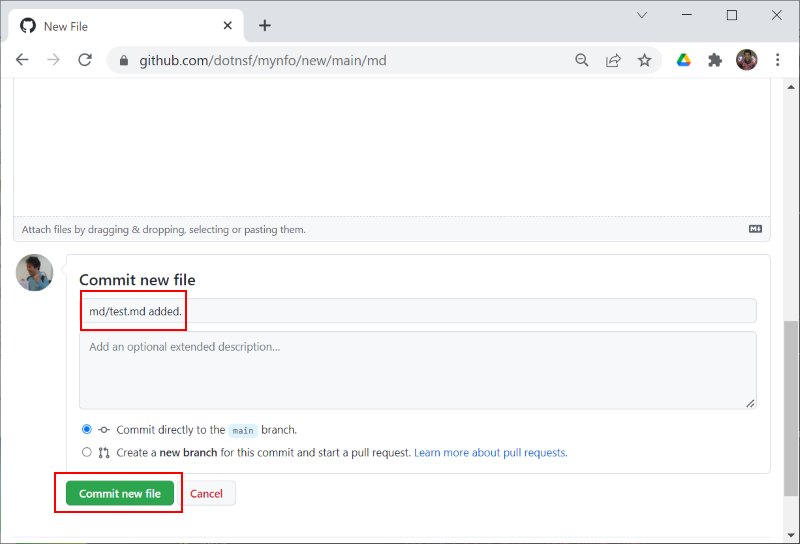 New File
github.com/dotnsf/mynfo/new/main/md
Attach files by dragging & dropping, selecting or pasting them.
Commit new file
md/test.md added.
Add an optional extended description...
Commit directly to the main branch.
Create a new branch for this commit and start a pull request. Learn more about pull requests.
Commit new file
Cancel